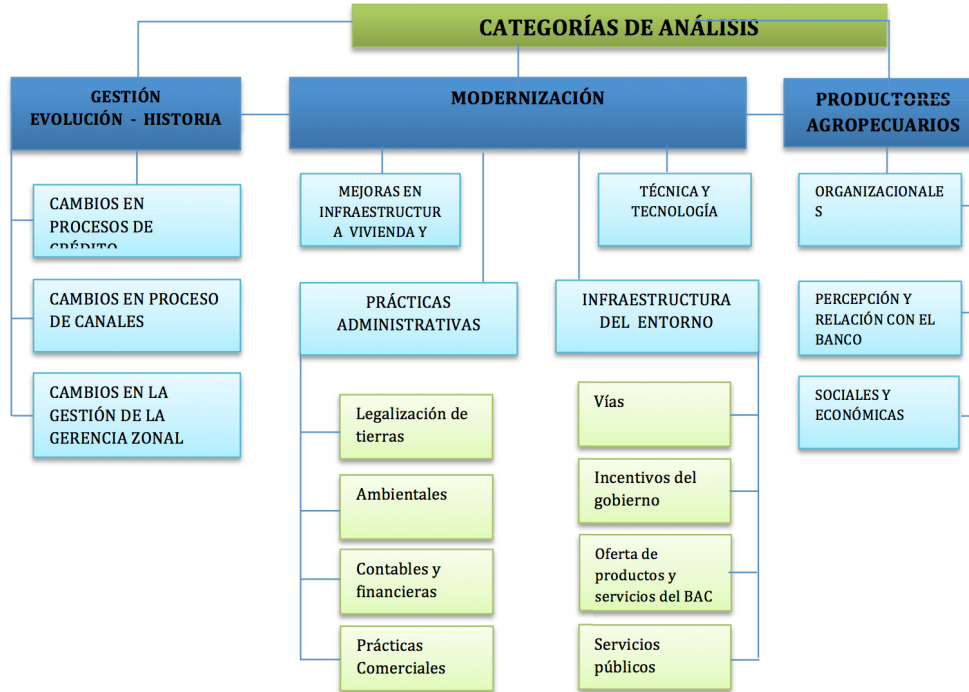 CATEGORÍAS DE ANÁLISIS
GESTIÓN
EVOLUCIÓN - HISTORIA
MODERNIZACIÓN
PRODUCTORES
AGROPECUARIOS
CAMBIOS EN
PROCESOS DE
CRÉDITO
CAMBIOS EN PROCESO
DE CANALES
CAMBIOS EN LA
GESTIÓN DE LA
GERENCIA ZONAL
MEJORAS EN
INFRAESTRUCTUR
A VIVIENDA Y
TÉCNICA Y
TECNOLOGÍA
PRÁCTICAS
ADMINISTRATIVAS
INFRAESTRUCTURA
DEL ENTORNO
Legalización de
tierras
Ambientales
Contables y
financieras
Prácticas
Comerciales
Vías
Incentivos del
gobierno
Oferta de
productos y
servicios del BAC
Servicios
públicos
ORGANIZACIONALE
S
PERCEPCIÓN Y
RELACIÓN CON EL
BANCO
SOCIALES Y
ECONÓMICAS